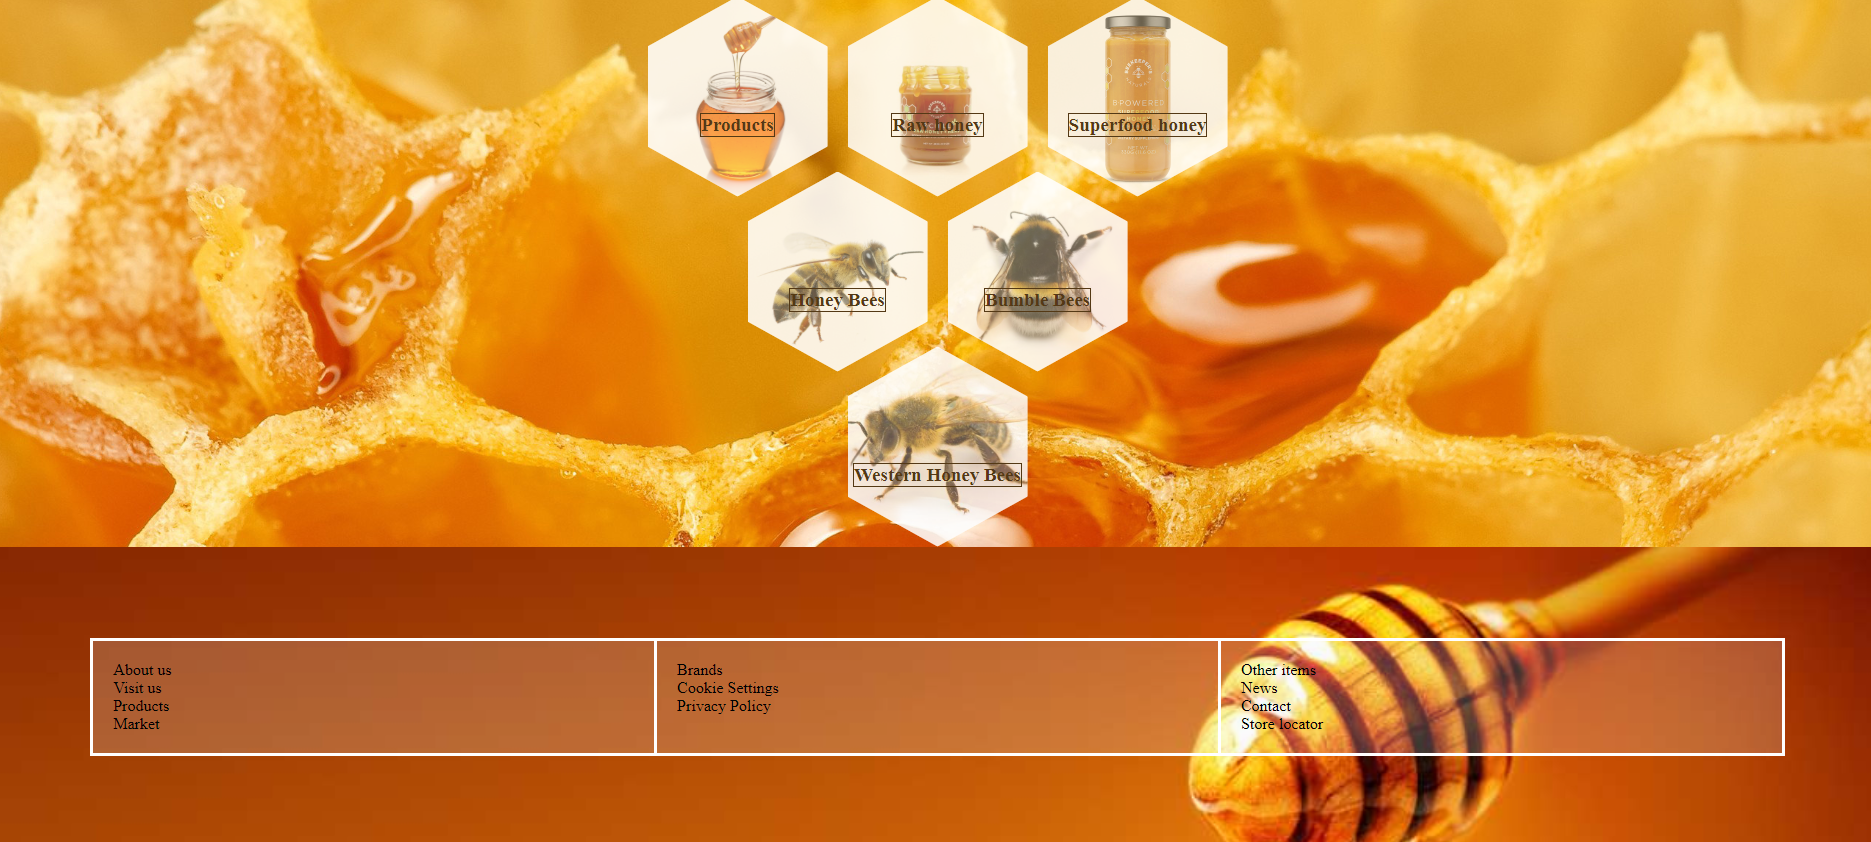 BPOWERED
Products
Raw honey
Superfood honey
Honey Bees
Bumble Bees
Western Honey Bees
About us
Visit us
Products
Market
Brands
Cookie Settings
Privacy Policy
Other items
News
Contact
Store locator